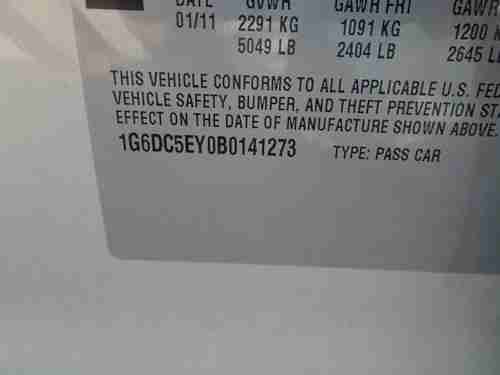 DATE GVWR GAWR FRT GAWR
01/11 2291 KG 1091 KG 1200 K
5049 LB 2404 LB 2645 L
THIS VEHICLE CONFORMS TO ALL APPLICABLE U.S. FED
VEHICLE SAFETY, BUMPER, AND THEFT PREVENTION STA
EFFECT ON THE DATE OF MANUFACTURE SHOWN ABOVE.
1G6DC5EY0B0141273 TYPE: PASS CAR